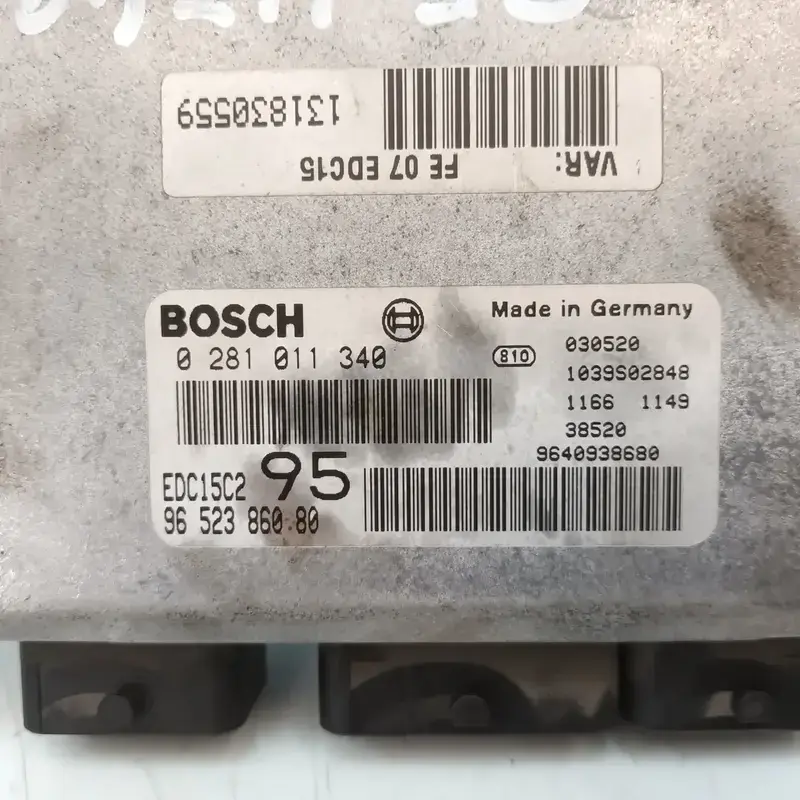 131830559
VAR: FE 07 EDC15
BOSCH
Made in Germany
0 281 011 340
810
030520
1039S02848
1166 1149
38520
9640938680
EDC15C2 95
96 523 860 80